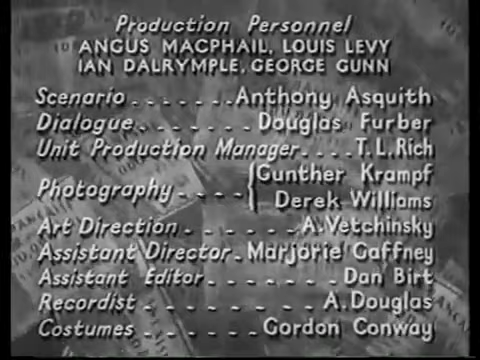 Production Personnel
ANGUS MACPHAIL, LOUIS LEVY
IAN DALRYMPLE, GEORGE GUNN
Scenario . . . . . . . Anthony Asquith
Dialogue . . . . . . . Douglas Furber
Unit Production Manager . . . . T. L. Rich
Photography . . . . { Gunther Krampf
Derek Williams
Art Direction . . . . . . . A. Vetchinsky
Assistant Director . Marjorie Gaffney
Assistant Editor . . . . . . . Dan Birt
Recordist . . . . . . . A. Douglas
Costumes . . . . . . Gordon Conway